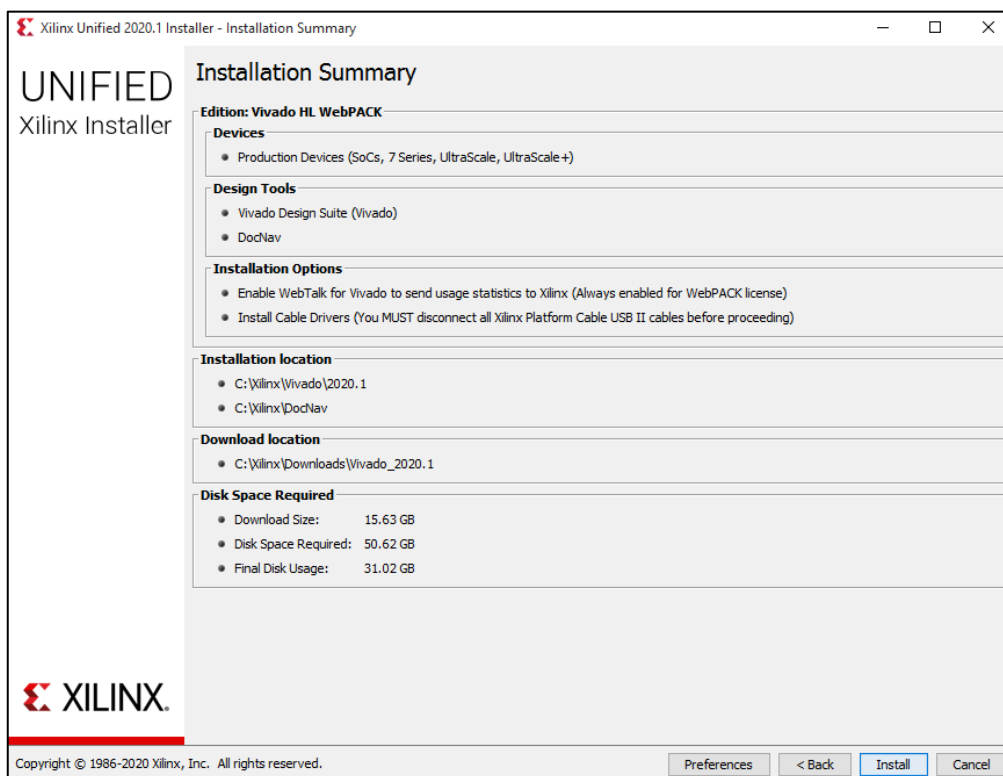 Xilinx Unified 2020.1 Installer - Installation Summary
UNIFIED
Xilinx Installer
Installation Summary
Edition: Vivado HL WebPACK
Devices
Production Devices (SoCs, 7 Series, UltraScale, UltraScale+)
Design Tools
Vivado Design Suite (Vivado)
DocNav
Installation Options
Enable WebTalk for Vivado to send usage statistics to Xilinx (Always enabled for WebPACK license)
Install Cable Drivers (You MUST disconnect all Xilinx Platform Cable USB II cables before proceeding)
Installation location
C:\Xilinx\Vivado\2020.1
C:\Xilinx\DocNav
Download location
C:\Xilinx\Downloads\Vivado_2020.1
Disk Space Required
Download Size: 15.63 GB
Disk Space Required: 50.62 GB
Final Disk Usage: 31.02 GB
XILINX.
Copyright © 1986-2020 Xilinx, Inc. All rights reserved.
Preferences < Back Install Cancel